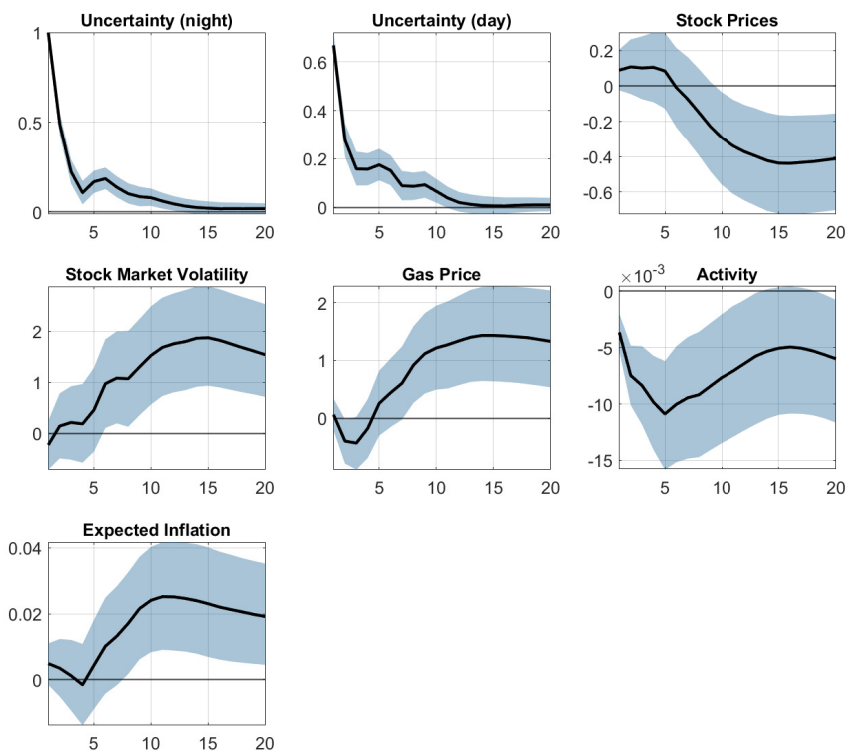 Uncertainty (night)
1
0.5
0
5 10 15 20
Uncertainty (day)
0.6
0.4
0.2
0
5 10 15 20
Stock Prices
0.2
0
-0.2
-0.4
-0.6
5 10 15 20
Stock Market Volatility
2
1
0
5 10 15 20
Gas Price
2
1
0
5 10 15 20
Activity
×10-3
0
-5
-10
-15
5 10 15 20
Expected Inflation
0.04
0.02
0
5 10 15 20